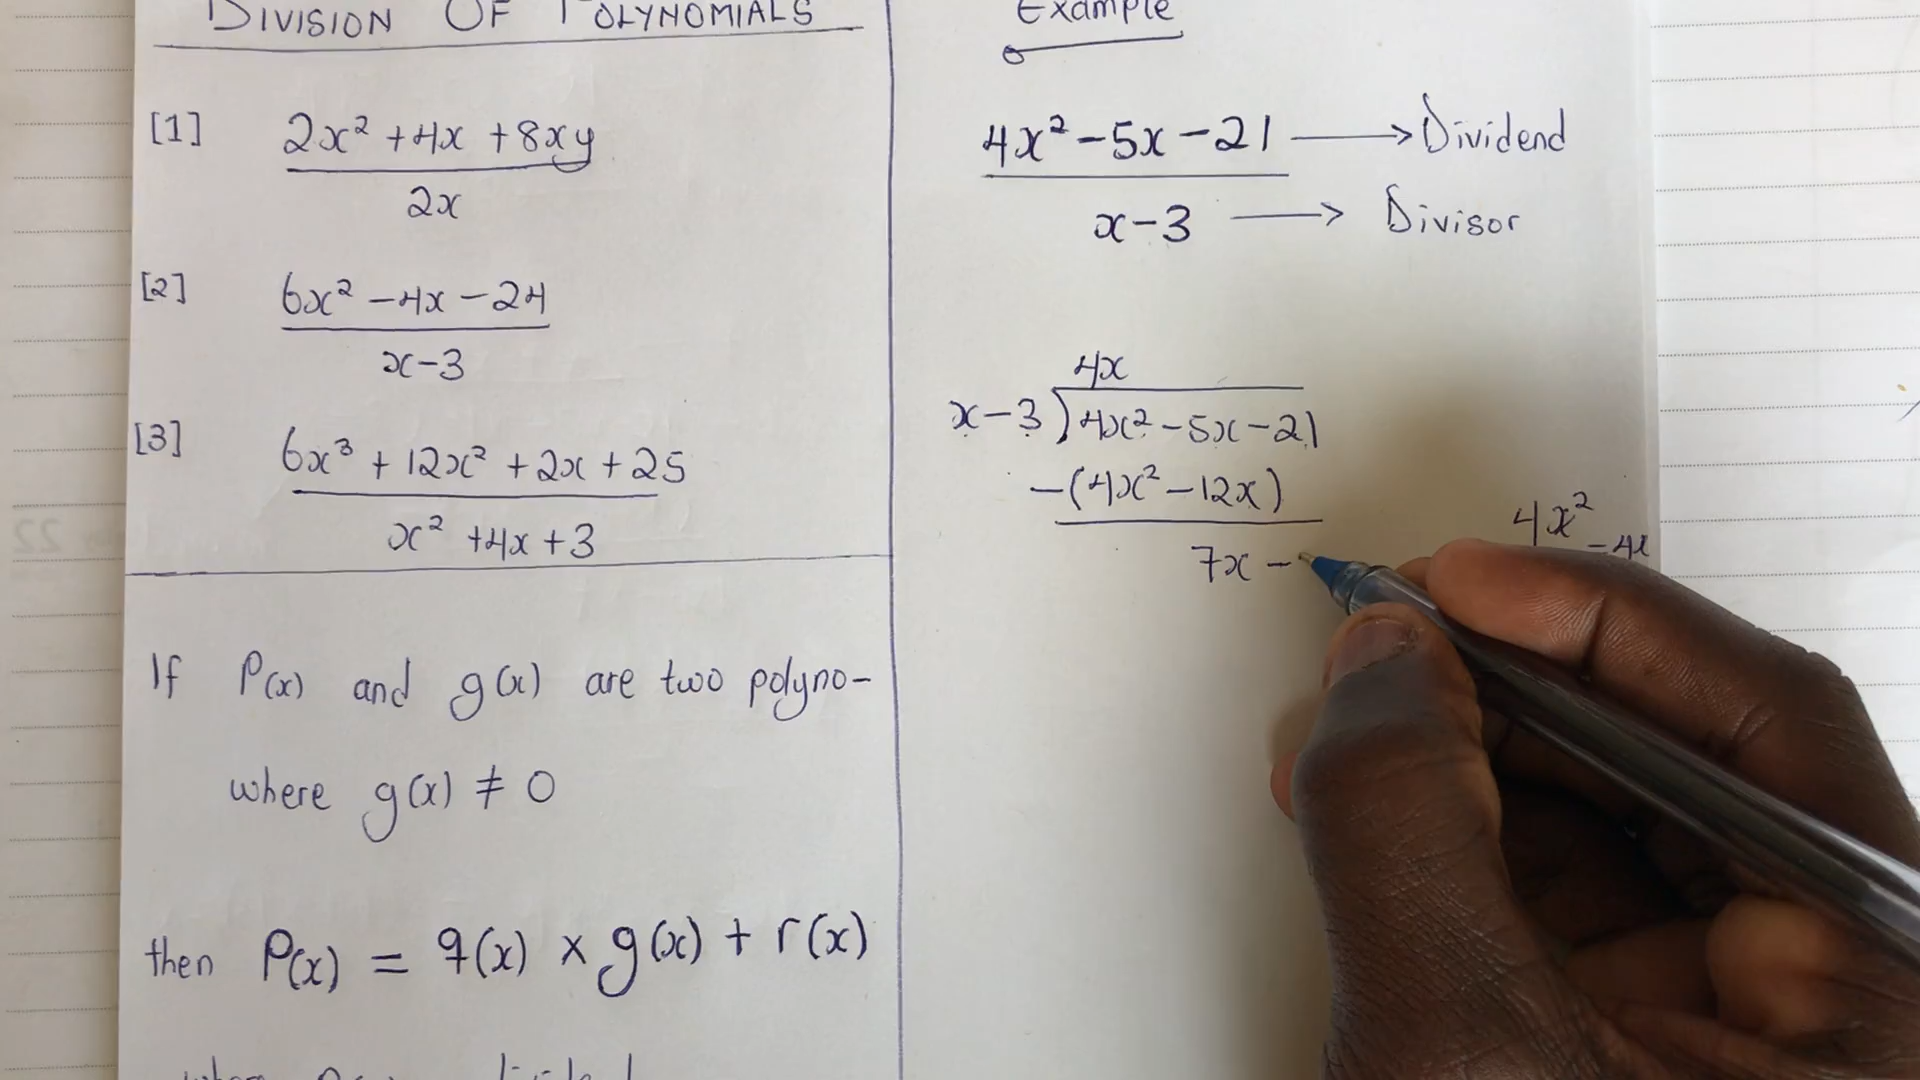 DIVISION OF POLYNOMIALS
[1] 2x² + 4x + 8xy
2x
[2] 6x² - 4x - 24
x - 3
[3] 6x³ + 12x² + 2x + 25
x² + 4x + 3
If P(x) and g(x) are two polyno-
where g(x) ≠ 0
then P(x) = q(x) × g(x) + r(x)
Example
4x² - 5x - 21 → Dividend
x - 3 → Divisor
4x
x - 3 ) 4x² - 5x - 21
- (4x² - 12x)
7x -
4x²